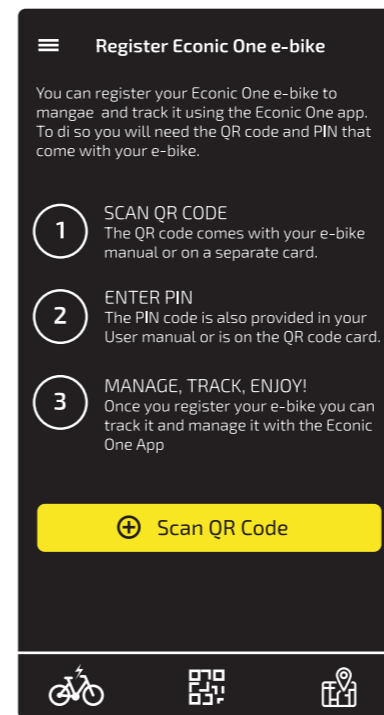 Register Econic One e-bike
You can register your Econic One e-bike to
mangae and track it using the Econic One app.
To di so you will need the QR code and PIN that
come with your e-bike.
1
SCAN QR CODE
The QR code comes with your e-bike
manual or on a separate card.
2
ENTER PIN
The PIN code is also provided in your
User manual or is on the QR code card.
3
MANAGE, TRACK, ENJOY!
Once you register your e-bike you can
track it and manage it with the Econic
One App
Scan QR Code